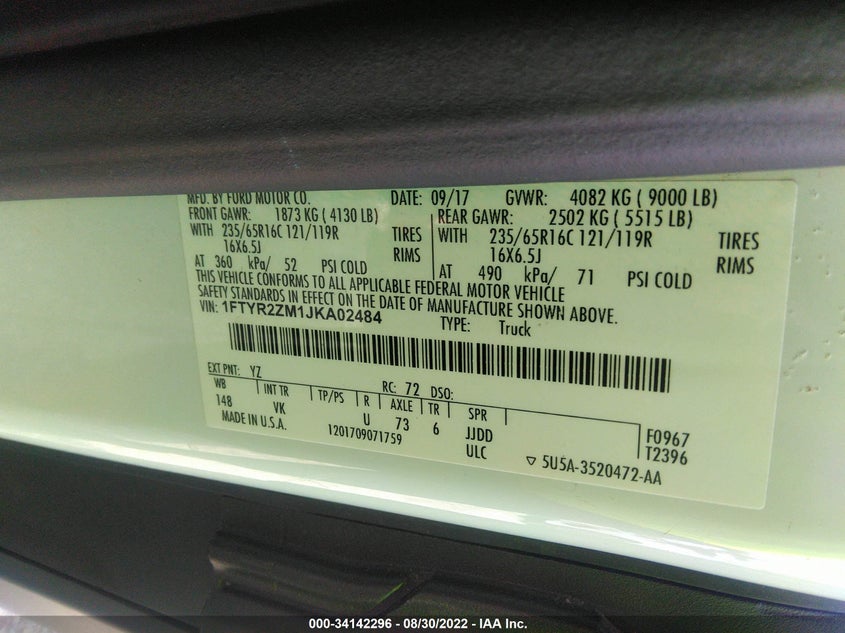 MFD. BY FORD MOTOR CO. DATE: 09/17 GVWR: 4082 KG ( 9000 LB)
FRONT GAWR: 1873 KG ( 4130 LB) REAR GAWR: 2502 KG ( 5515 LB)
WITH 235/65R16C 121/119R TIRES WITH 235/65R16C 121/119R TIRES
16X6.5J RIMS 16X6.5J RIMS
AT 360 kPa/ 52 PSI COLD AT 490 kPa/ 71 PSI COLD
THIS VEHICLE CONFORMS TO ALL APPLICABLE FEDERAL MOTOR VEHICLE
SAFETY STANDARDS IN EFFECT ON THE DATE OF MANUFACTURE SHOWN ABOVE.
VIN: 1FTYR2ZM1JKA02484 TYPE: Truck
EXT PNT: YZ RC: 72 DSO:
WB INT TR TP/PS R AXLE TR SPR
148 VK U 73 6 JJDD F0967
MADE IN U.S.A. 1201709071759 ULC T2396
▽ 5U5A-3520472-AA
000-34142296 - 08/30/2022 - IAA Inc.